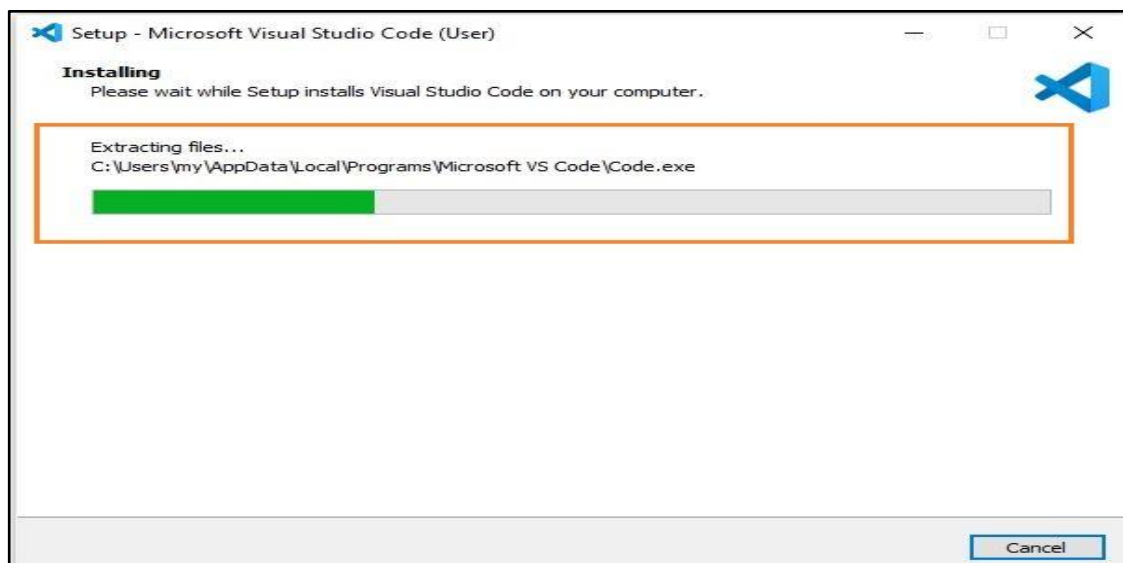 Setup - Microsoft Visual Studio Code (User)
Installing
Please wait while Setup installs Visual Studio Code on your computer.
Extracting files...
C:\Users\my\AppData\Local\Programs\Microsoft VS Code\Code.exe
Cancel